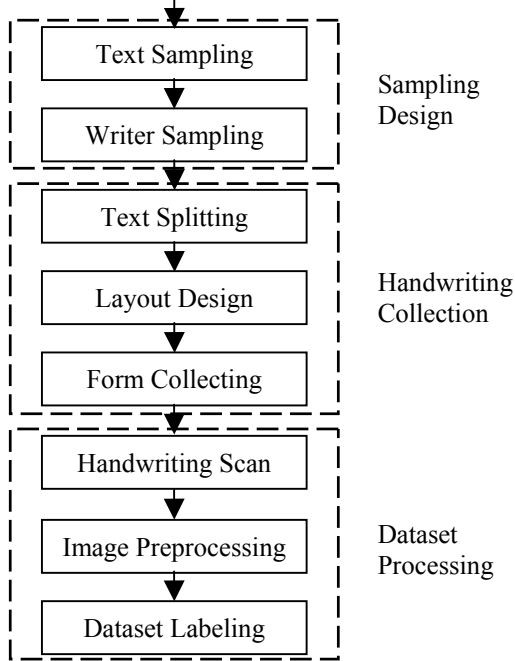 Text Sampling
Writer Sampling
Sampling
Design
Text Splitting
Layout Design
Form Collecting
Handwriting
Collection
Handwriting Scan
Image Preprocessing
Dataset Labeling
Dataset
Processing